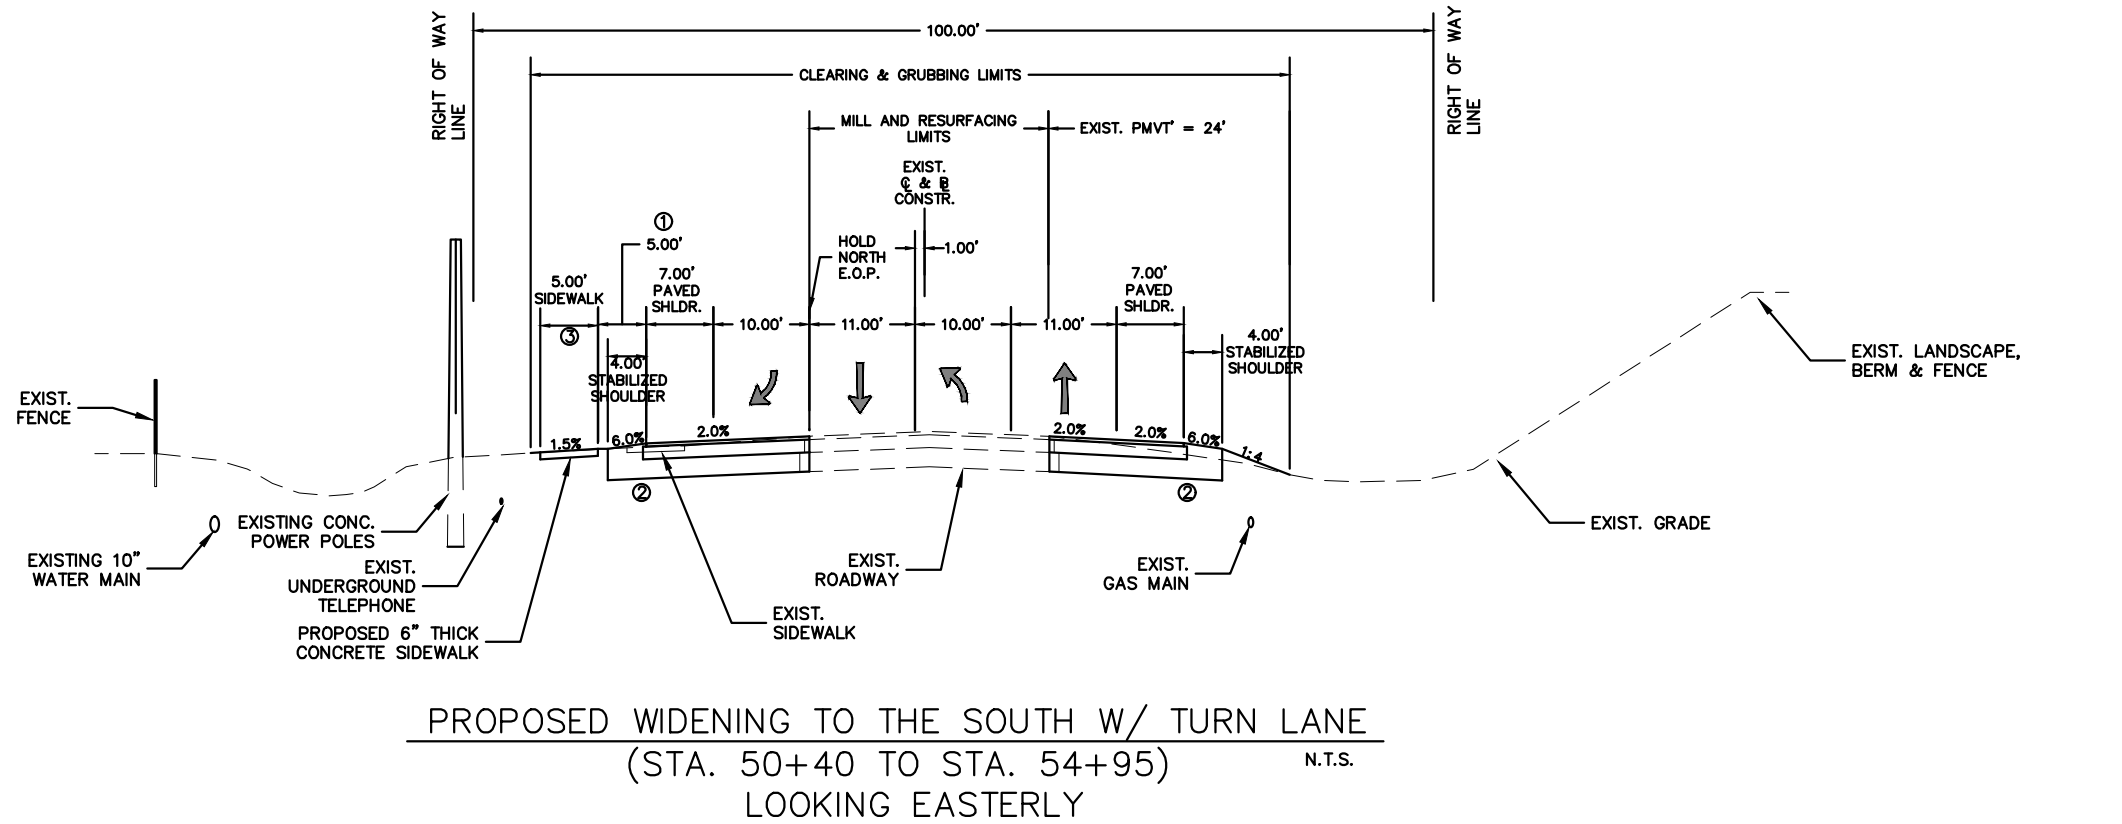 RIGHT OF WAY
LINE
100.00'
RIGHT OF WAY
LINE
CLEARING & GRUBBING LIMITS
MILL AND RESURFACING
LIMITS
EXIST. PMVT' = 24'
EXIST.
℄ & B
CONSTR.
①
5.00'
HOLD
NORTH
E.O.P.
1.00'
5.00'
SIDEWALK
③
7.00'
PAVED
SHLDR.
7.00'
PAVED
SHLDR.
10.00'
11.00'
10.00'
11.00'
4.00'
STABILIZED
SHOULDER
4.00'
STABILIZED
SHOULDER
EXIST. LANDSCAPE,
BERM & FENCE
EXIST.
FENCE
1.5%
6.0%
2.0%
2.0%
2.0%
6.0%
1:4
②
②
EXISTING CONC.
POWER POLES
EXIST. GRADE
EXISTING 10"
WATER MAIN
EXIST.
UNDERGROUND
TELEPHONE
EXIST.
ROADWAY
EXIST.
GAS MAIN
PROPOSED 6" THICK
CONCRETE SIDEWALK
EXIST.
SIDEWALK
PROPOSED WIDENING TO THE SOUTH W/ TURN LANE
(STA. 50+40 TO STA. 54+95)
N.T.S.
LOOKING EASTERLY